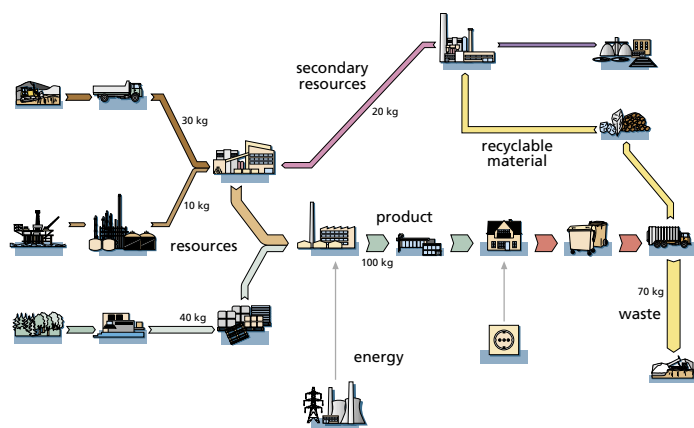 secondary
resources
20 kg
30 kg
recyclable
material
10 kg
resources
product
100 kg
70 kg
waste
40 kg
energy